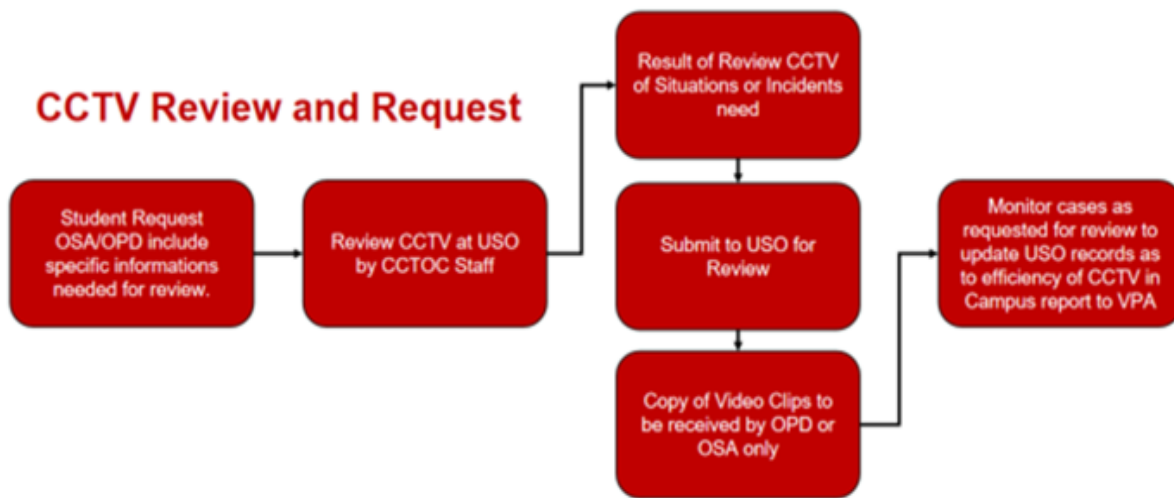 CCTV Review and Request
Student Request
OSA/OPD include
specific informations
needed for review.
Review CCTV at USO
by CCTOC Staff
Result of Review CCTV
of Situations or Incidents
need
Submit to USO for
Review
Copy of Video Clips to
be received by OPD or
OSA only
Monitor cases as
requested for review to
update USO records as
to efficiency of CCTV in
Campus report to VPA